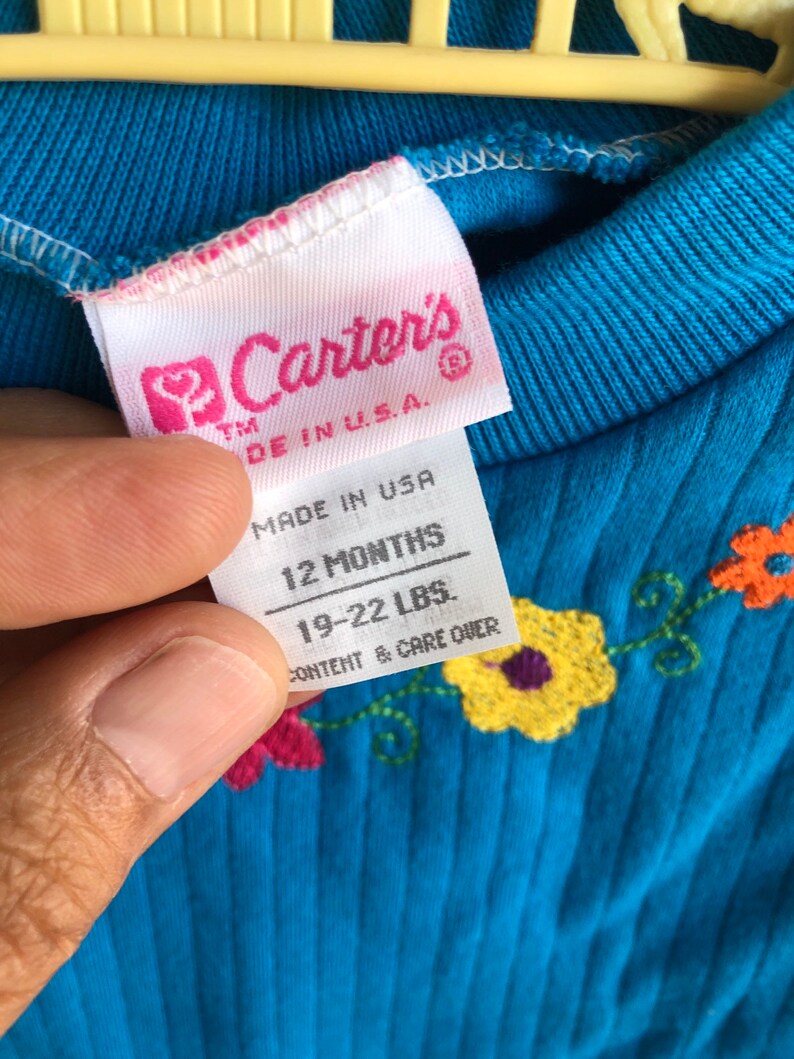 Carter's®
™
DE IN U.S.A.
MADE IN USA
12 MONTHS
19-22 LBS.
CONTENT & CARE OVER